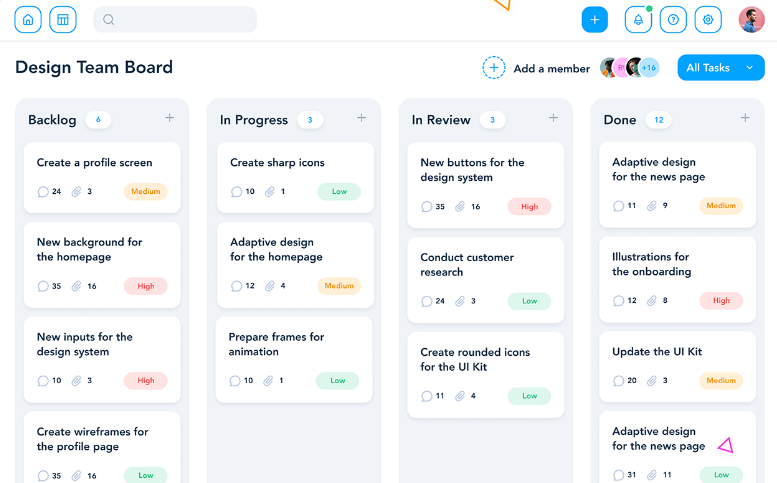 Design Team Board
Add a member
+16
All Tasks
Backlog 6
Create a profile screen
24 3 Medium
New background for
the homepage
35 16 High
New inputs for the
design system
10 3 High
Create wireframes for
the profile page
35 16 Low
In Progress 3
Create sharp icons
10 1 Low
Adaptive design
for the homepage
12 4 Medium
Prepare frames for
animation
10 1 Low
In Review 3
New buttons for the
design system
35 16 High
Conduct customer
research
24 3 Low
Create rounded icons
for the UI Kit
11 4 Low
Done 12
Adaptive design
for the news page
11 9 Medium
Illustrations for
the onboarding
12 8 High
Update the UI Kit
20 3 Medium
Adaptive design
for the news page
31 11 Low